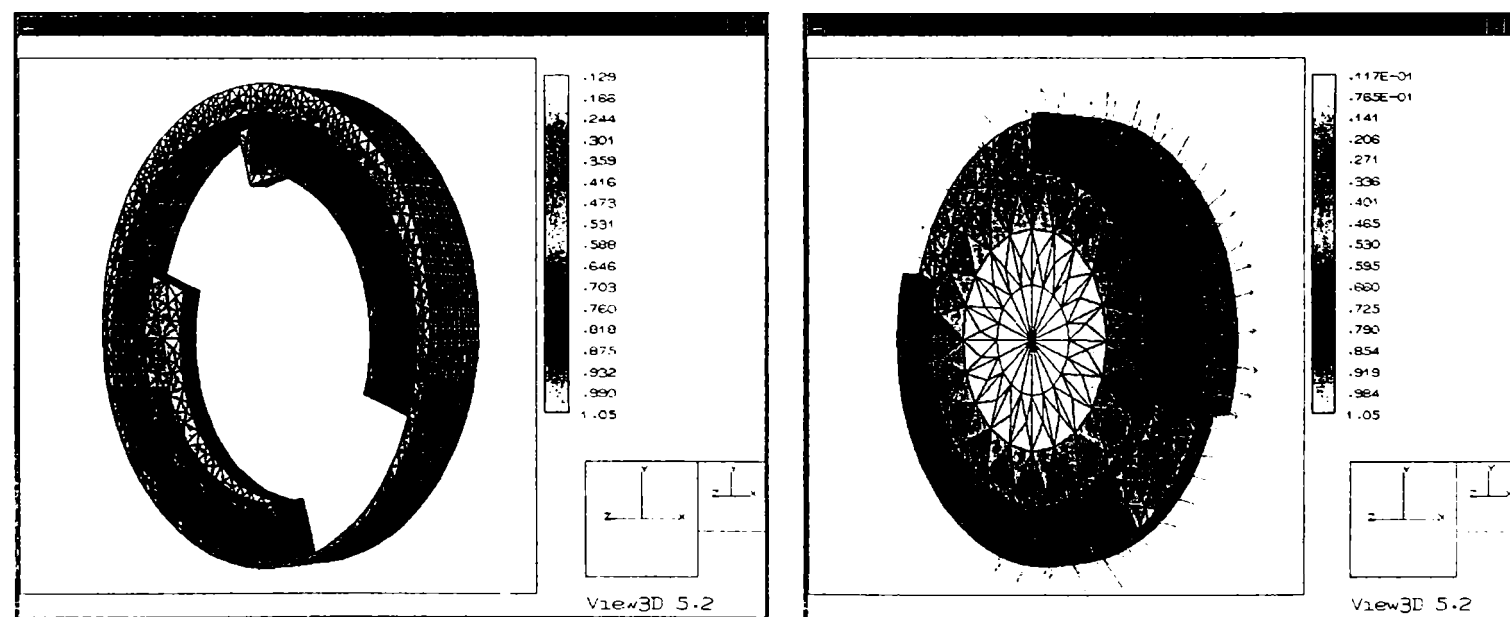 .129
.166
.244
.301
.359
.416
.473
.531
.588
.646
.703
.760
.818
.875
.932
.990
1.05
Y
Z
X
Y
Z
X
View3D 5.2
.117E-01
.765E-01
.141
.206
.271
.336
.401
.465
.530
.595
.660
.725
.790
.854
.919
.984
1.05
Y
Z
X
Y
Z
X
View3D 5.2